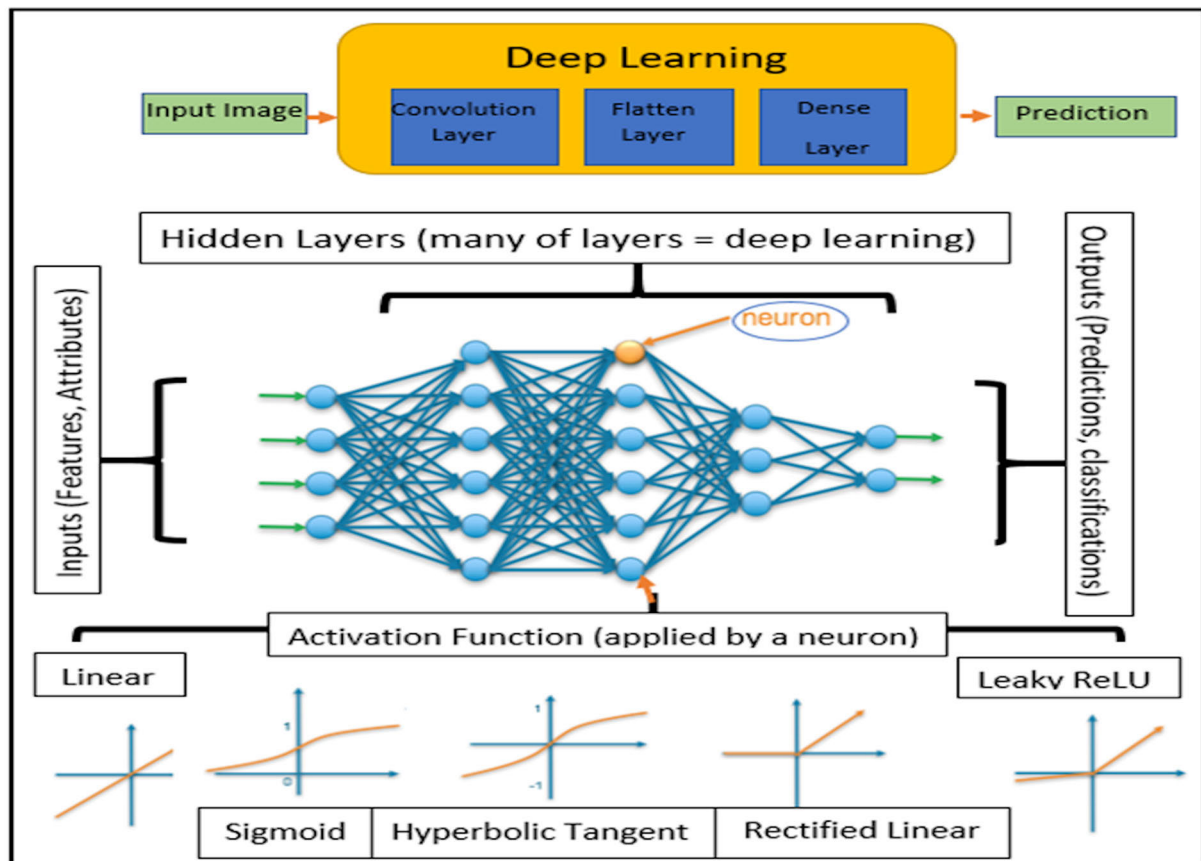 Deep Learning
Input Image
Convolution
Layer
Flatten
Layer
Dense
Layer
Prediction
Hidden Layers (many of layers = deep learning)
Inputs (Features, Attributes)
neuron
Outputs (Predictions, classifications)
Activation Function (applied by a neuron)
Linear
Leaky ReLU
1
0
1
-1
Sigmoid
Hyperbolic Tangent
Rectified Linear